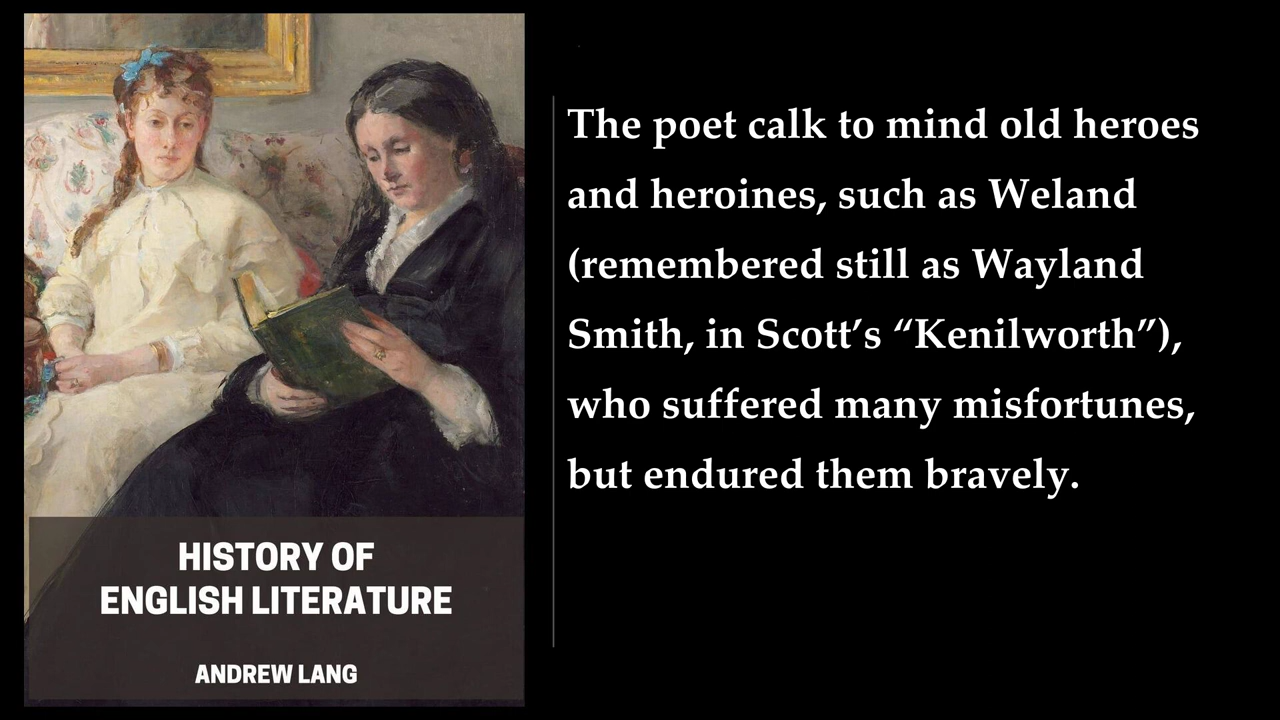 The poet calk to mind old heroes
and heroines, such as Weland
(remembered still as Wayland
Smith, in Scott’s “Kenilworth”),
who suffered many misfortunes,
but endured them bravely.
HISTORY OF
ENGLISH LITERATURE
ANDREW LANG